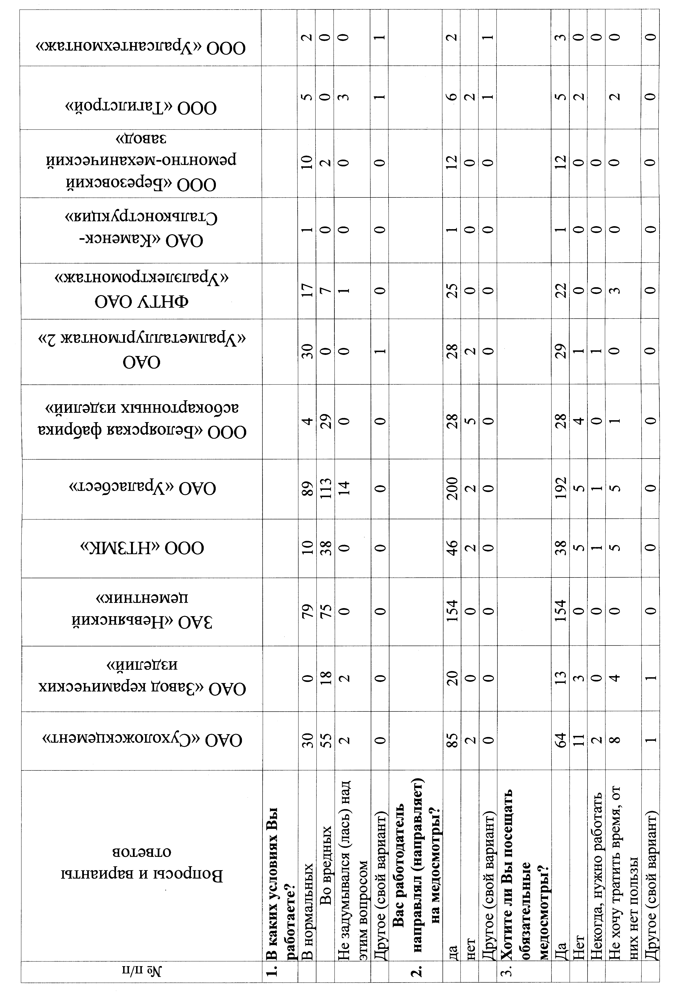 № п/п
Вопросы и варианты
ответов
ОАО «Сухоложскцемент»
ОАО «Завод керамических
изделий»
ЗАО «Невьянский
цементник»
ООО «НТЗМК»
ОАО «Ураласбест»
ООО «Белоярская фабрика
асбокартонных изделий»
ОАО
«Уралметаллургмонтаж 2»
ФНТУ ОАО
«Уралэлектромонтаж»
ОАО «Каменск-
Стальконструкция»
ООО «Березовский
ремонтно-механический
завод»
ООО «Тагилстрой»
ООО «Уралсантехмонтаж»
1. В каких условиях Вы
работаете?
В нормальных 30 0 79 10 89 4 30 17 1 10 5 2
Во вредных 55 18 75 38 113 29 0 7 0 2 0 0
Не задумывался (лась) над 2 2 0 0 14 0 0 1 0 0 3 0
этим вопросом
Другое (свой вариант) 0 0 0 0 0 0 1 0 0 0 1 1
2. Вас работодатель
направлял (направляет)
на медосмотры?
да 85 20 154 46 200 28 28 25 1 12 6 2
нет 2 0 0 2 2 5 2 0 0 0 2
Другое (свой вариант) 0 0 0 0 0 0 0 0 0 0 1 1
3. Хотите ли Вы посещать
обязательные
медосмотры?
Да 64 13 154 38 192 28 29 22 1 12 5 3
Нет 11 3 0 5 5 4 1 0 0 0 2 0
Некогда, нужно работать 2 0 0 1 1 0 1 0 0 0 0
Не хочу тратить время, от 8 4 0 5 5 1 0 3 0 0 2 0
них нет пользы
Другое (свой вариант) 1 1 0 0 0 0 0 0 0 0 0 0